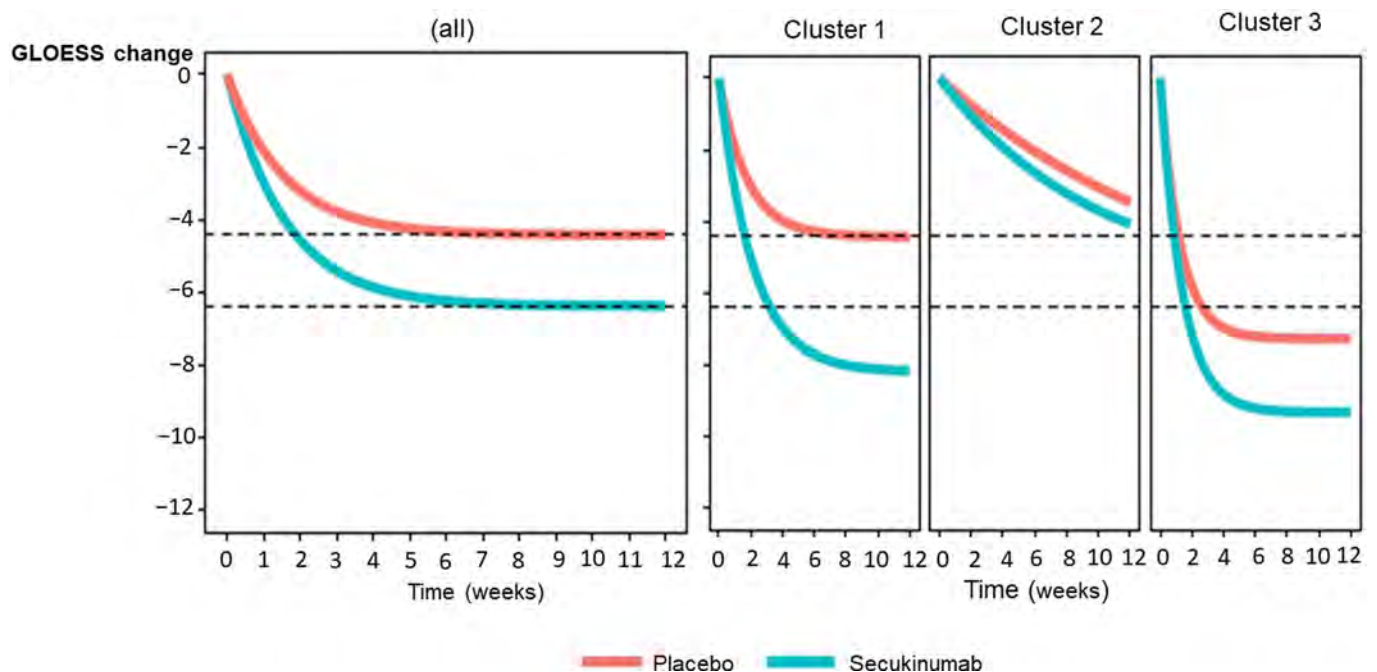 (all)
Cluster 1
Cluster 2
Cluster 3
GLOESS change
0
−2
−4
−6
−8
−10
−12
0 1 2 3 4 5 6 7 8 9 10 11 12
0 2 4 6 8 10 12
0 2 4 6 8 10 12
0 2 4 6 8 10 12
Time (weeks)
Time (weeks)
Placebo
Secukinumab